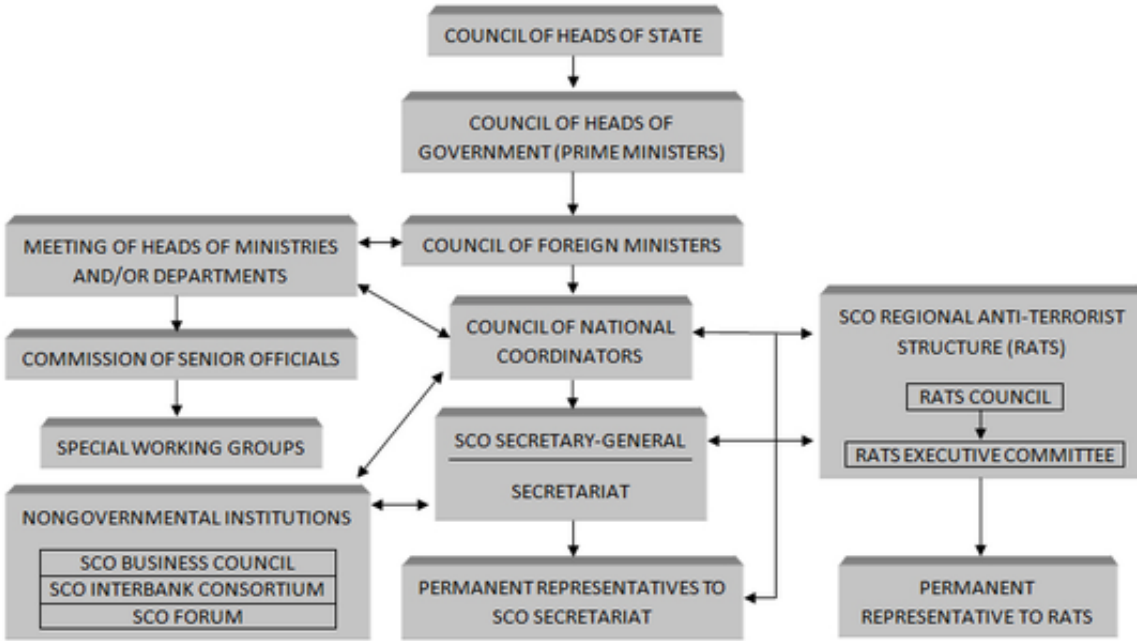 COUNCIL OF HEADS OF STATE
COUNCIL OF HEADS OF
GOVERNMENT (PRIME MINISTERS)
MEETING OF HEADS OF MINISTRIES
AND/OR DEPARTMENTS
COUNCIL OF FOREIGN MINISTERS
COUNCIL OF NATIONAL
COORDINATORS
SCO REGIONAL ANTI-TERRORIST
STRUCTURE (RATS)
RATS COUNCIL
RATS EXECUTIVE COMMITTEE
COMMISSION OF SENIOR OFFICIALS
SPECIAL WORKING GROUPS
SCO SECRETARY-GENERAL
SECRETARIAT
NONGOVERNMENTAL INSTITUTIONS
SCO BUSINESS COUNCIL
SCO INTERBANK CONSORTIUM
SCO FORUM
PERMANENT REPRESENTATIVES TO
SCO SECRETARIAT
PERMANENT
REPRESENTATIVE TO RATS